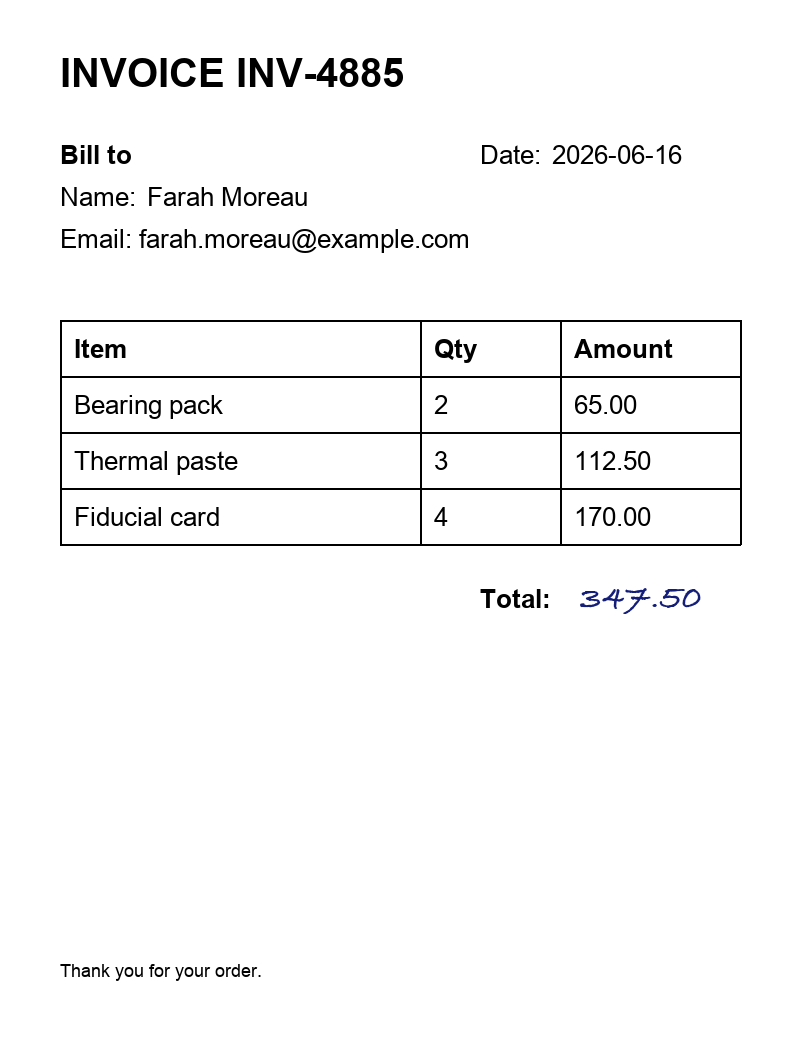 INVOICE INV-4885
Bill to Date: 2026-06-16
Name: Farah Moreau
Email: farah.moreau@example.com
Item Qty Amount
Bearing pack 2 65.00
Thermal paste 3 112.50
Fiducial card 4 170.00
Total: 347.50
Thank you for your order.